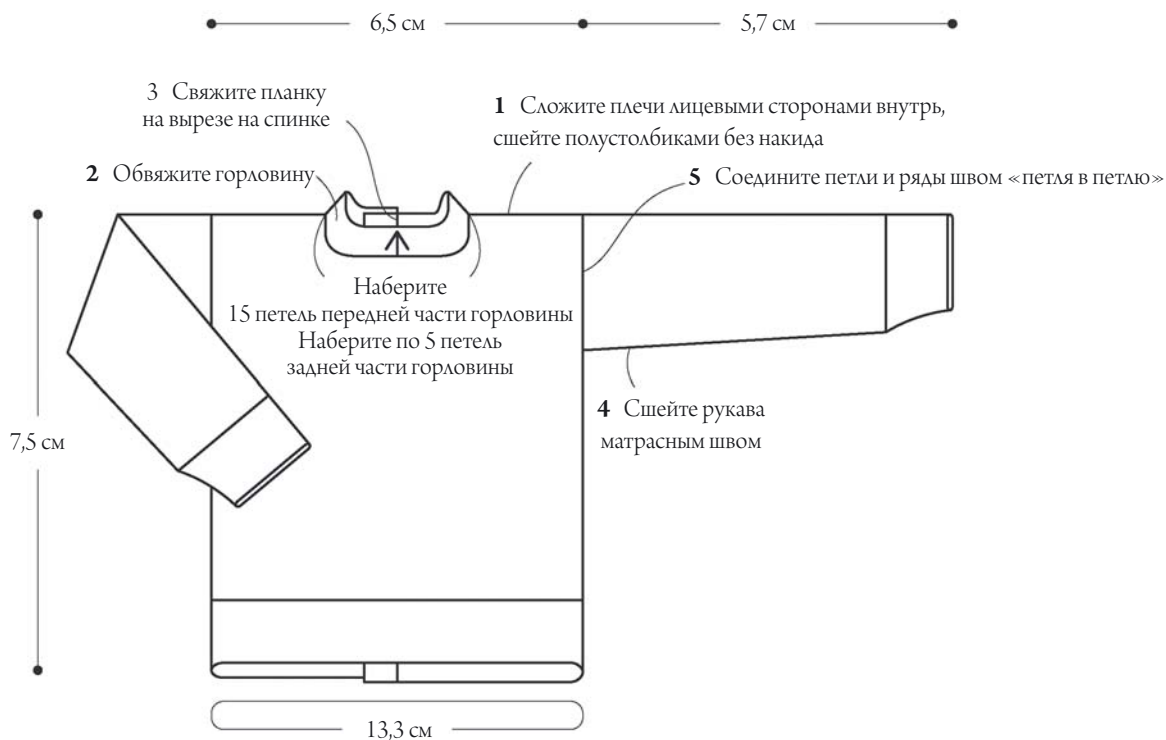 6,5 см
5,7 см
3 Свяжите планку
на вырезе на спинке
1 Сложите плечи лицевыми сторонами внутрь,
сшейте полустолбиками без накида
2 Обвяжите горловину
5 Соедините петли и ряды швом «петля в петлю»
Наберите
15 петель передней части горловины
Наберите по 5 петель
задней части горловины
4 Сшейте рукава
матрасным швом
7,5 см
13,3 см